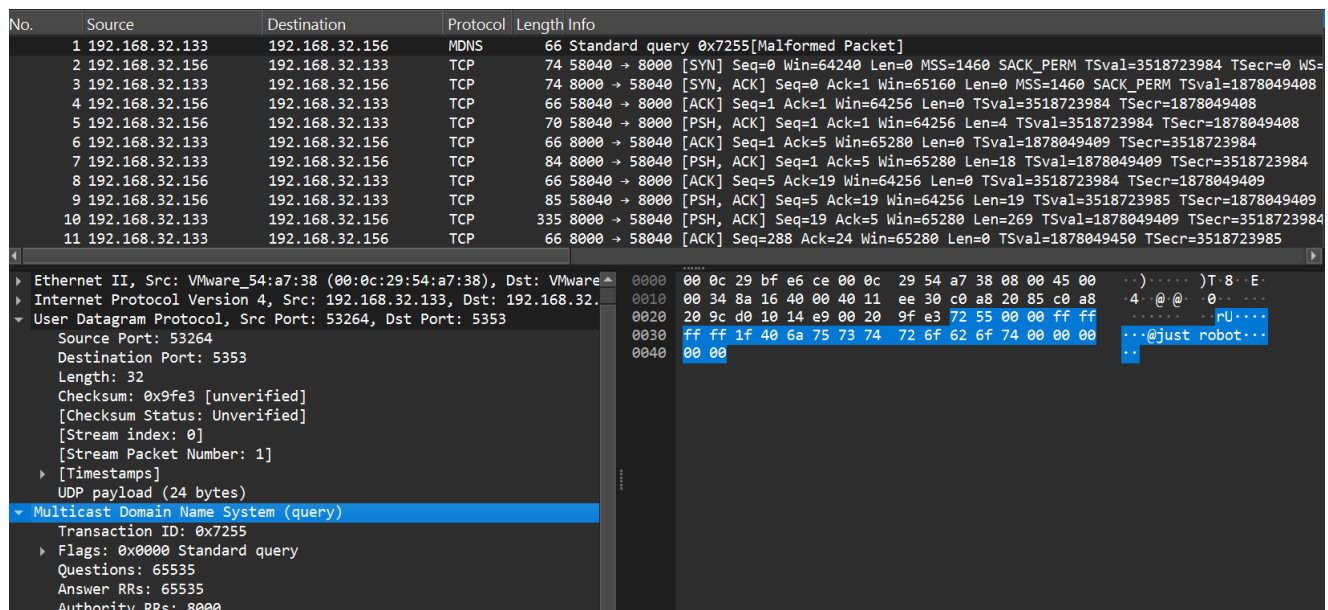 No. Source Destination Protocol Length Info
1 192.168.32.133 192.168.32.156 MDNS 66 Standard query 0x7255[Malformed Packet]
2 192.168.32.156 192.168.32.133 TCP 74 58040 → 8000 [SYN] Seq=0 Win=64240 Len=0 MSS=1460 SACK_PERM TSval=3518723984 TSecr=0 WS=
3 192.168.32.133 192.168.32.156 TCP 74 8000 → 58040 [SYN, ACK] Seq=0 Ack=1 Win=65160 Len=0 MSS=1460 SACK_PERM TSval=1878049408
4 192.168.32.156 192.168.32.133 TCP 66 58040 → 8000 [ACK] Seq=1 Ack=1 Win=64256 Len=0 TSval=3518723984 TSecr=1878049408
5 192.168.32.156 192.168.32.133 TCP 70 58040 → 8000 [PSH, ACK] Seq=1 Ack=1 Win=64256 Len=4 TSval=3518723984 TSecr=1878049408
6 192.168.32.133 192.168.32.156 TCP 66 8000 → 58040 [ACK] Seq=1 Ack=5 Win=65280 Len=0 TSval=1878049409 TSecr=3518723984
7 192.168.32.133 192.168.32.156 TCP 84 8000 → 58040 [PSH, ACK] Seq=1 Ack=5 Win=65280 Len=18 TSval=1878049409 TSecr=3518723984
8 192.168.32.156 192.168.32.133 TCP 66 58040 → 8000 [ACK] Seq=5 Ack=19 Win=64256 Len=0 TSval=3518723984 TSecr=1878049409
9 192.168.32.156 192.168.32.133 TCP 85 58040 → 8000 [PSH, ACK] Seq=5 Ack=19 Win=64256 Len=19 TSval=3518723985 TSecr=1878049409
10 192.168.32.133 192.168.32.156 TCP 335 8000 → 58040 [PSH, ACK] Seq=19 Ack=5 Win=65280 Len=269 TSval=1878049409 TSecr=3518723984
11 192.168.32.133 192.168.32.156 TCP 66 8000 → 58040 [ACK] Seq=288 Ack=24 Win=65280 Len=0 TSval=1878049450 TSecr=3518723985
Ethernet II, Src: VMware_54:a7:38 (00:0c:29:54:a7:38), Dst: VMware
Internet Protocol Version 4, Src: 192.168.32.133, Dst: 192.168.32.
User Datagram Protocol, Src Port: 53264, Dst Port: 5353
Source Port: 53264
Destination Port: 5353
Length: 32
Checksum: 0x9fe3 [unverified]
[Checksum Status: Unverified]
[Stream index: 0]
[Stream Packet Number: 1]
[Timestamps]
UDP payload (24 bytes)
Multicast Domain Name System (query)
Transaction ID: 0x7255
Flags: 0x0000 Standard query
Questions: 65535
Answer RRs: 65535
Authority RRs: 8000
0000 00 0c 29 bf e6 ce 00 0c 29 54 a7 38 08 00 45 00 ··)····· )T·8··E·
0010 00 34 8a 16 40 00 40 11 ee 30 c0 a8 20 85 c0 a8 ·4··@·@· ·0·· ···
0020 20 9c d0 10 14 e9 00 20 9f e3 72 55 00 00 ff ff ······ ··rU····
0030 ff ff 1f 40 6a 75 73 74 72 6f 62 6f 74 00 00 00 ···@just robot···
0040 00 00 ··